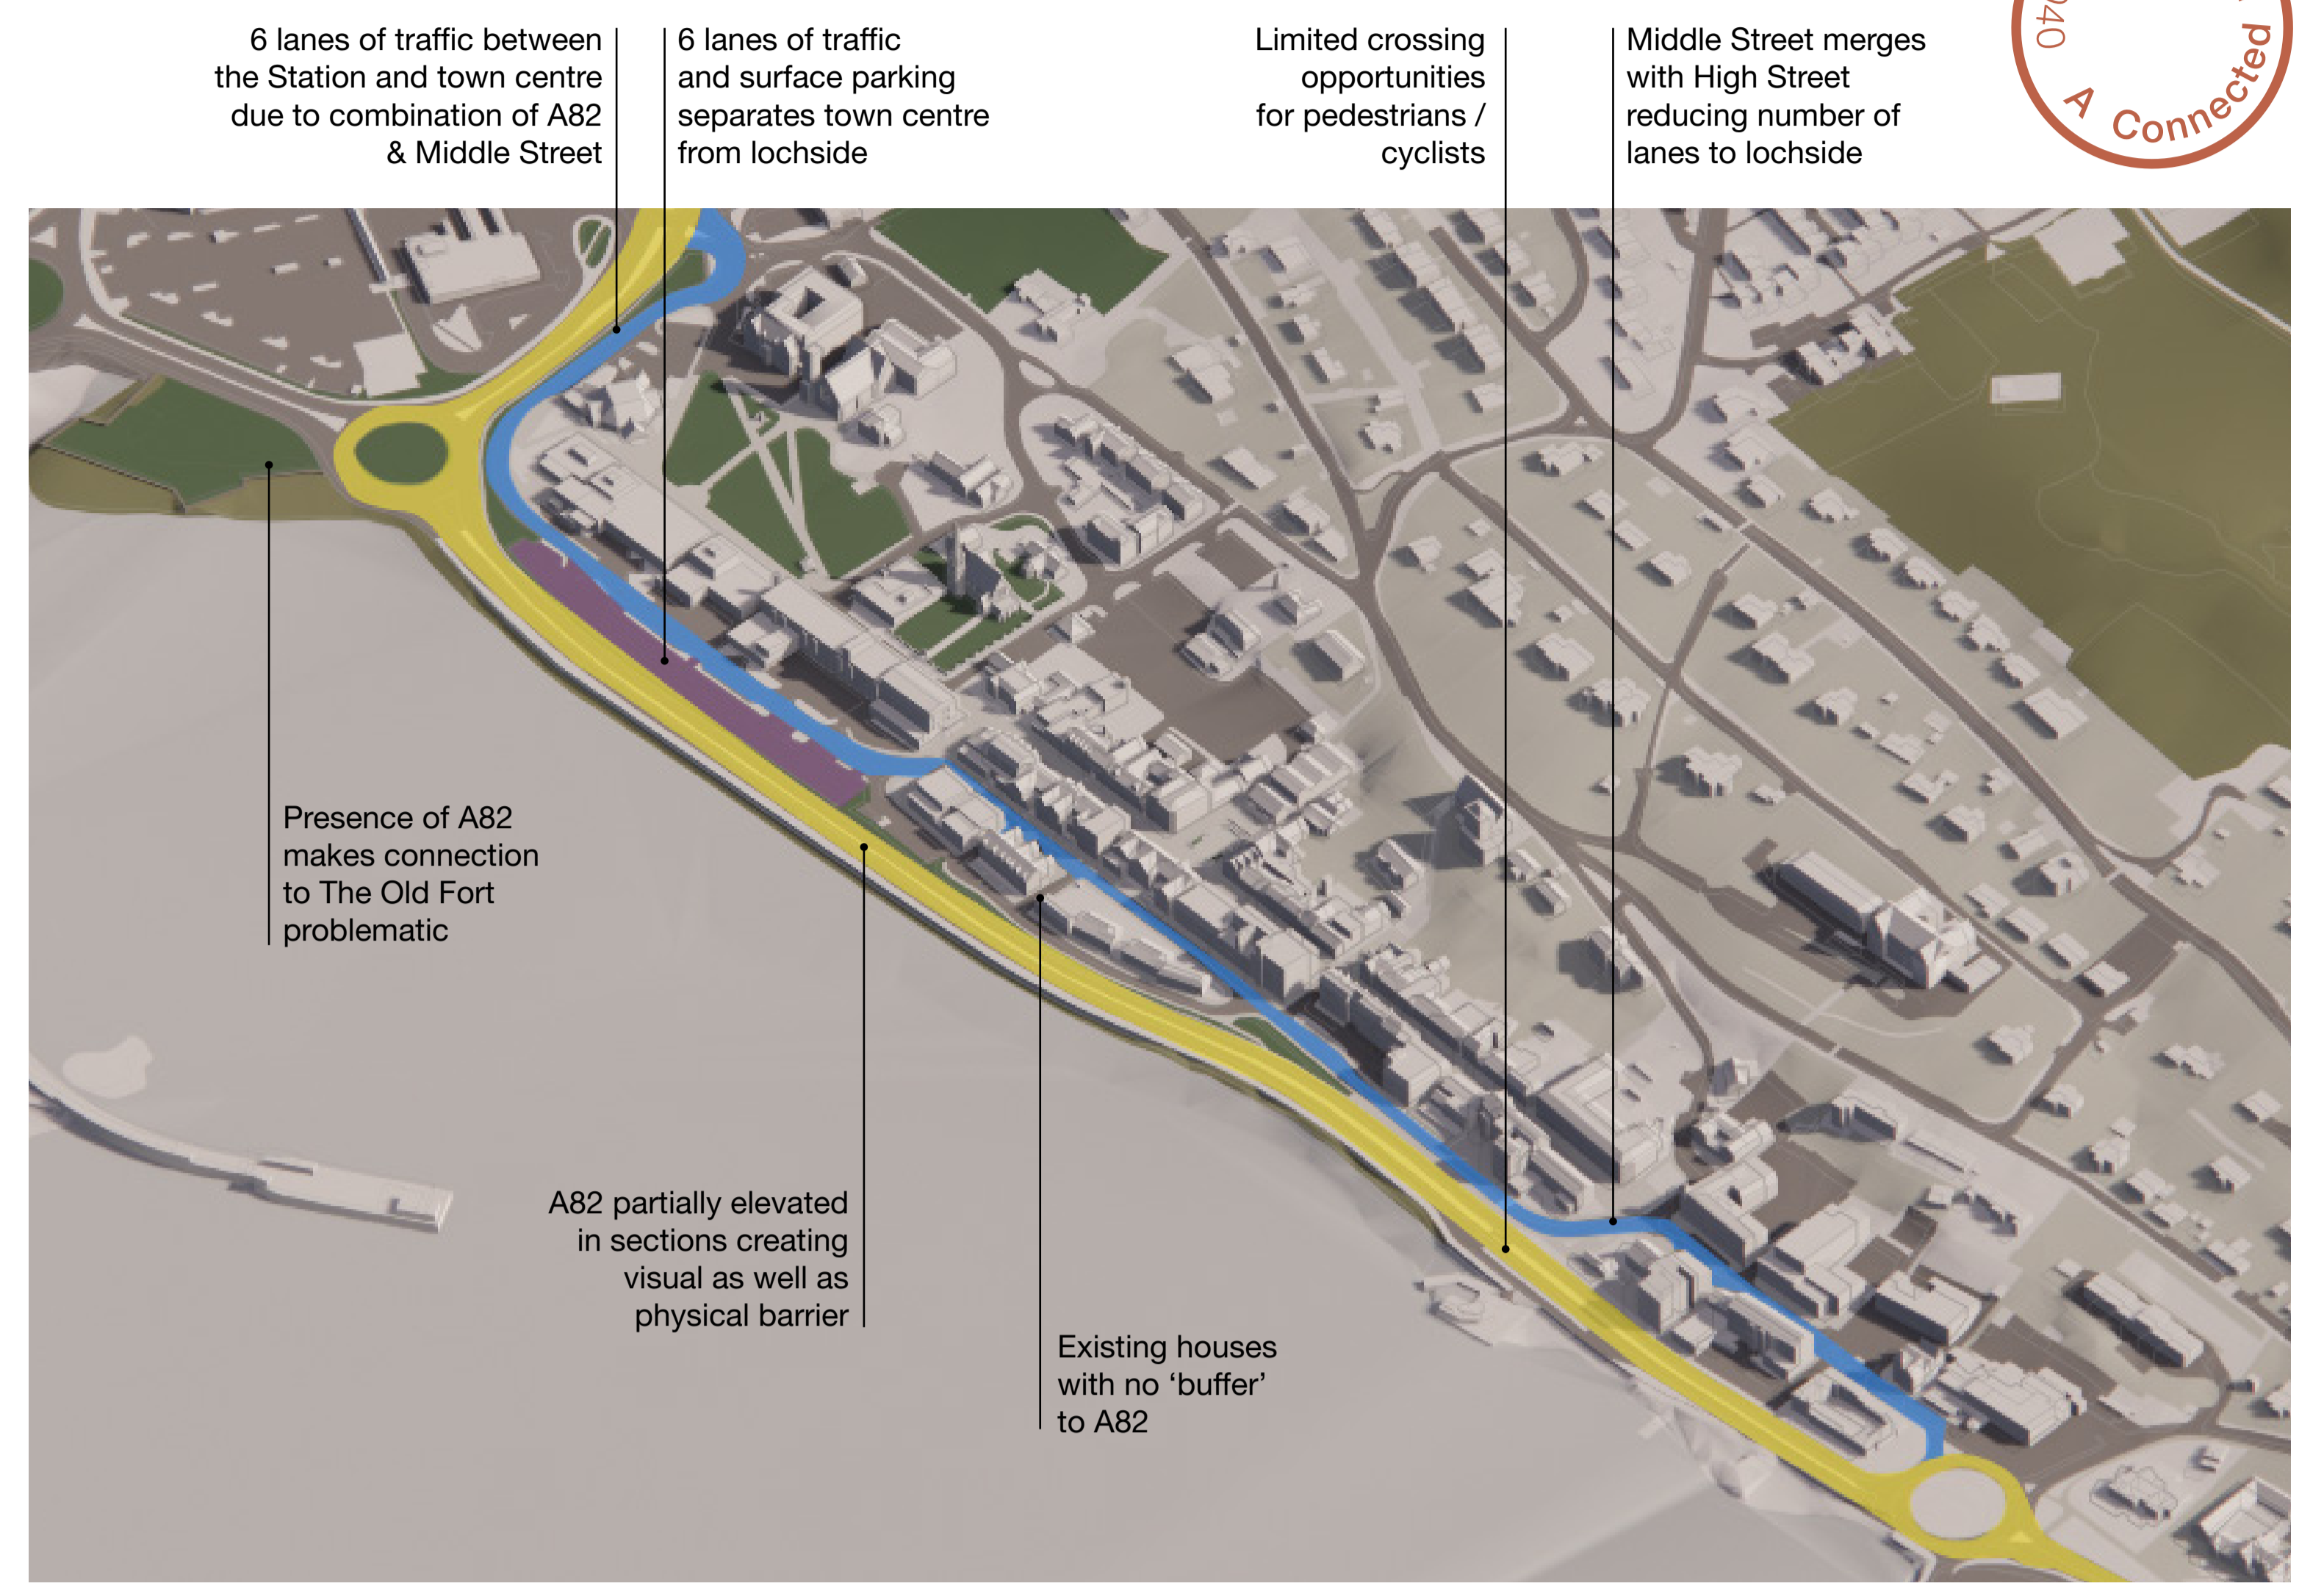 6 lanes of traffic between
the Station and town centre
due to combination of A82
& Middle Street
6 lanes of traffic
and surface parking
separates town centre
from lochside
Limited crossing
opportunities
for pedestrians /
cyclists
Middle Street merges
with High Street
reducing number of
lanes to lochside
A Connected
Presence of A82
makes connection
to The Old Fort
problematic
A82 partially elevated
in sections creating
visual as well as
physical barrier
Existing houses
with no ‘buffer’
to A82